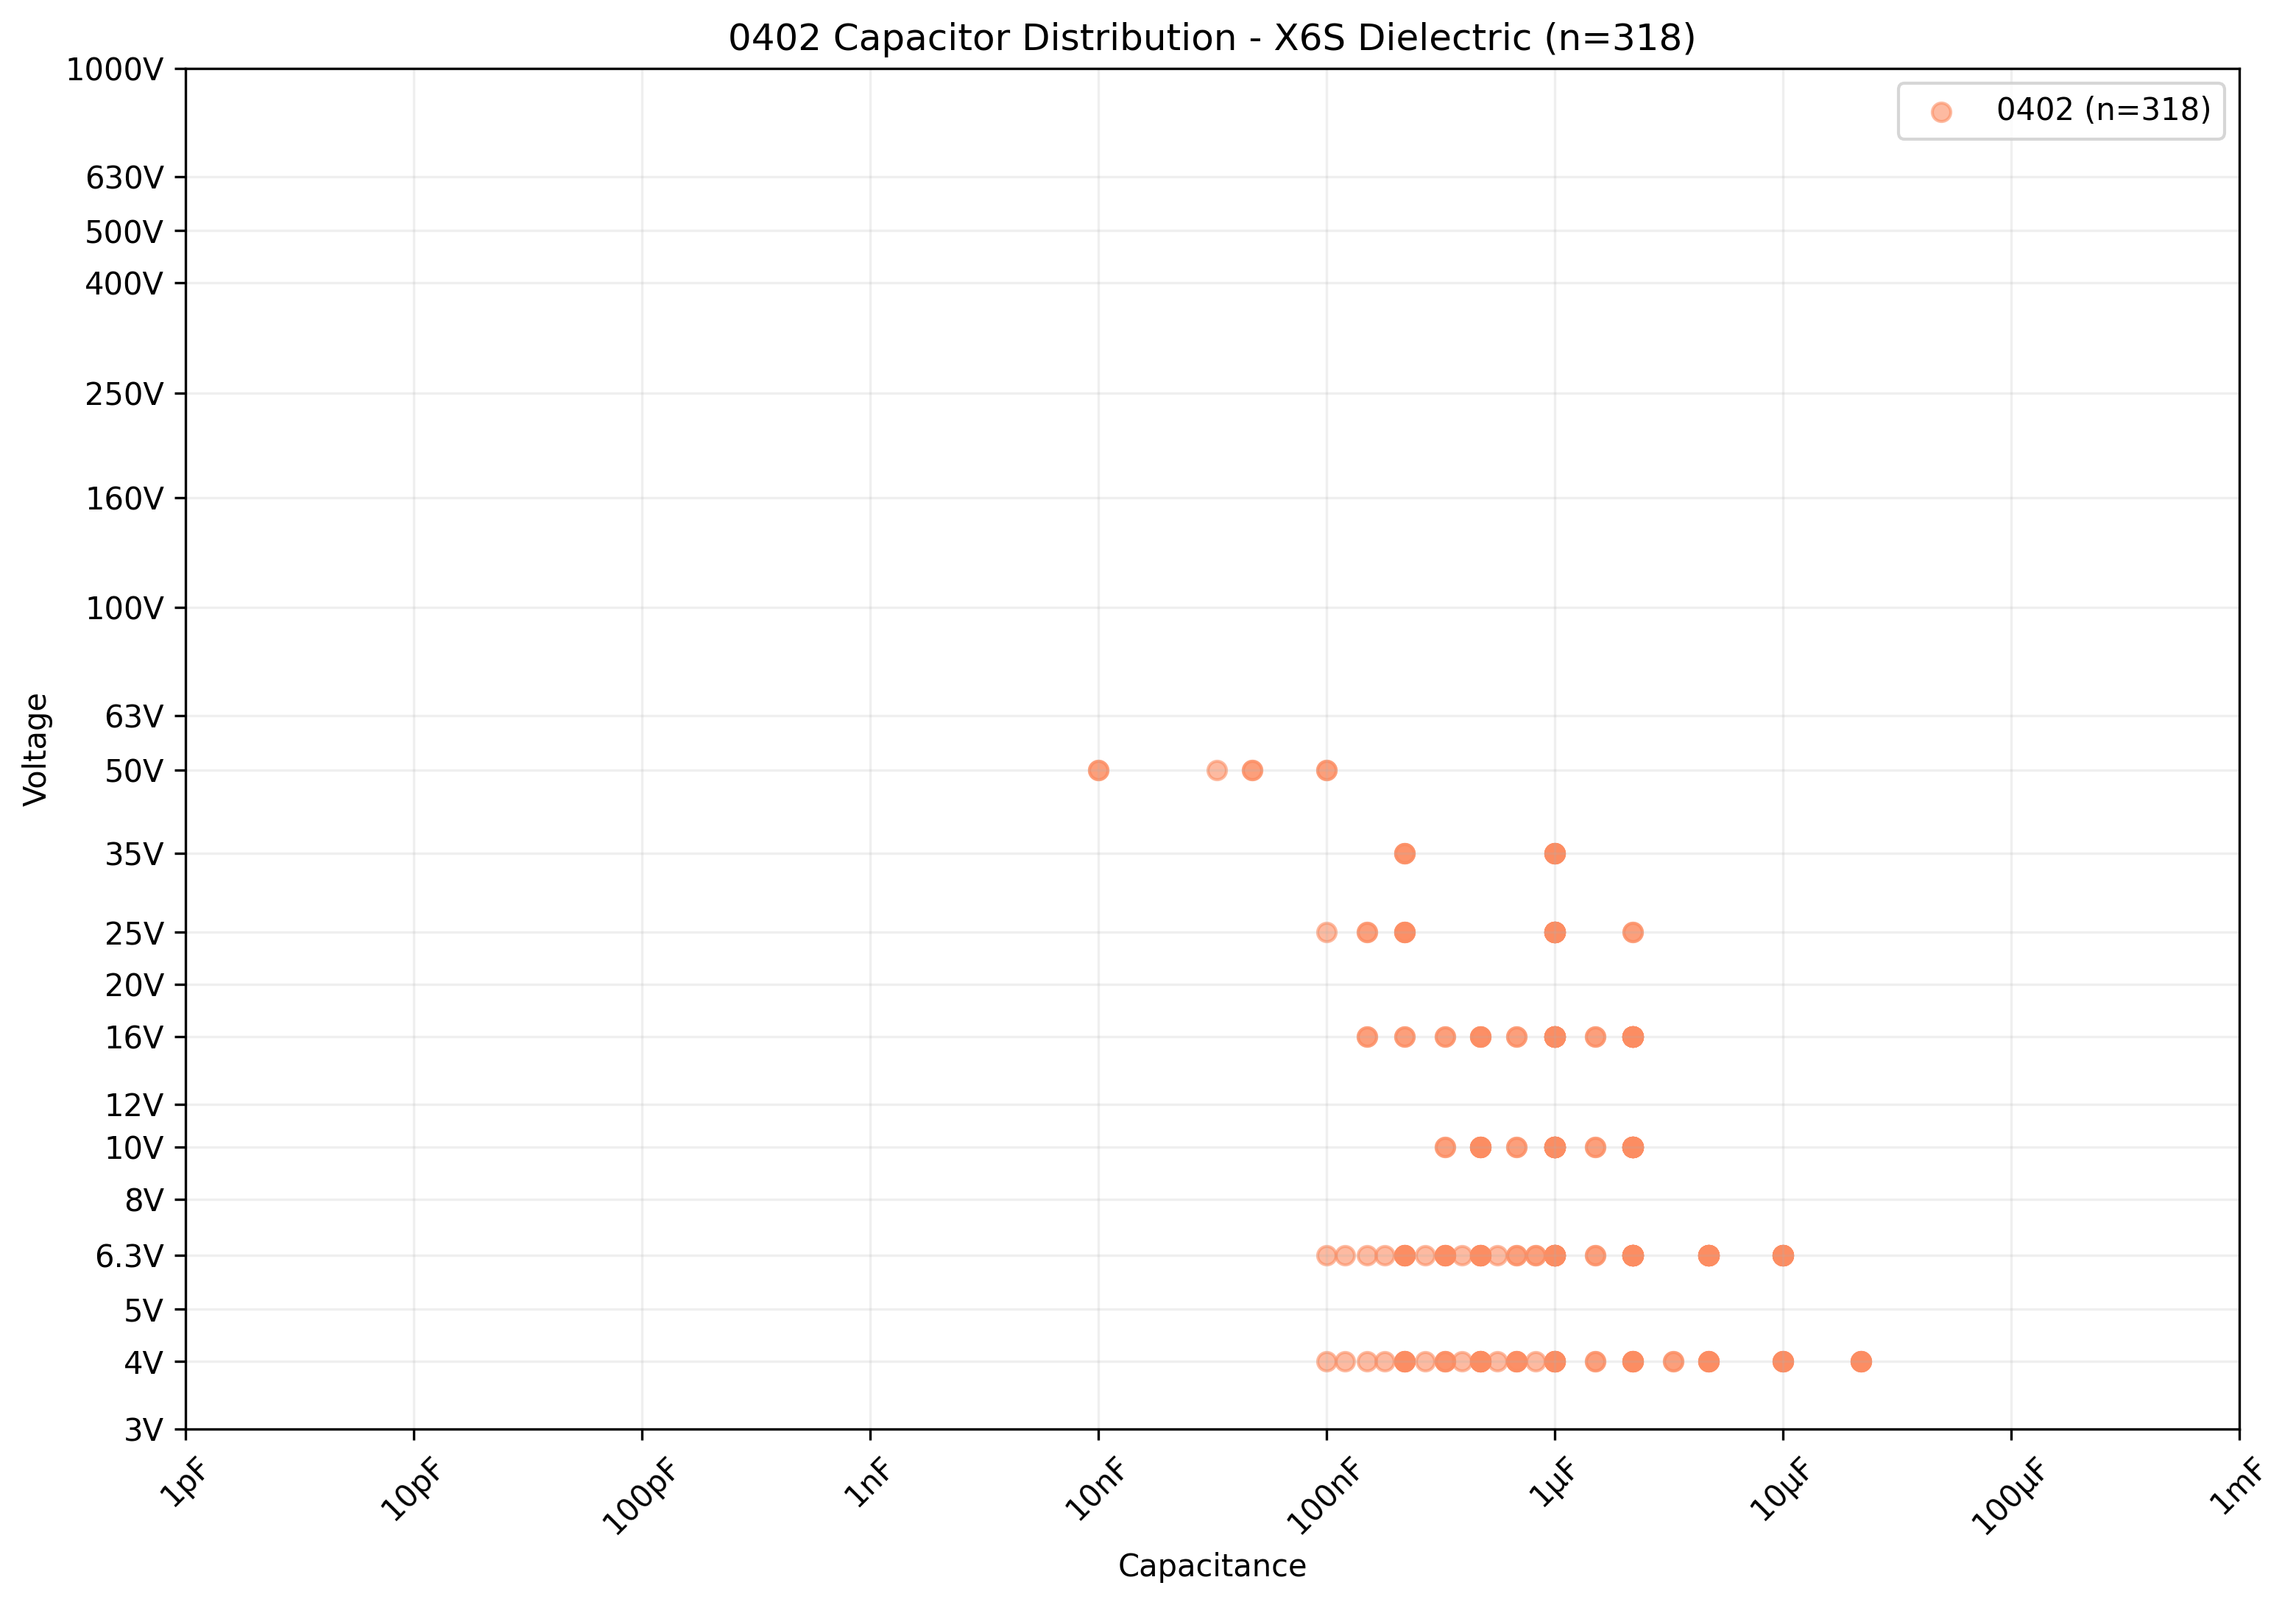 0402 Capacitor Distribution - X6S Dielectric (n=318)
0402 (n=318)
Voltage
1000V
630V
500V
400V
250V
160V
100V
63V
50V
35V
25V
20V
16V
12V
10V
8V
6.3V
5V
4V
3V
1pF
10pF
100pF
1nF
10nF
100nF
1µF
10µF
100µF
1mF
Capacitance